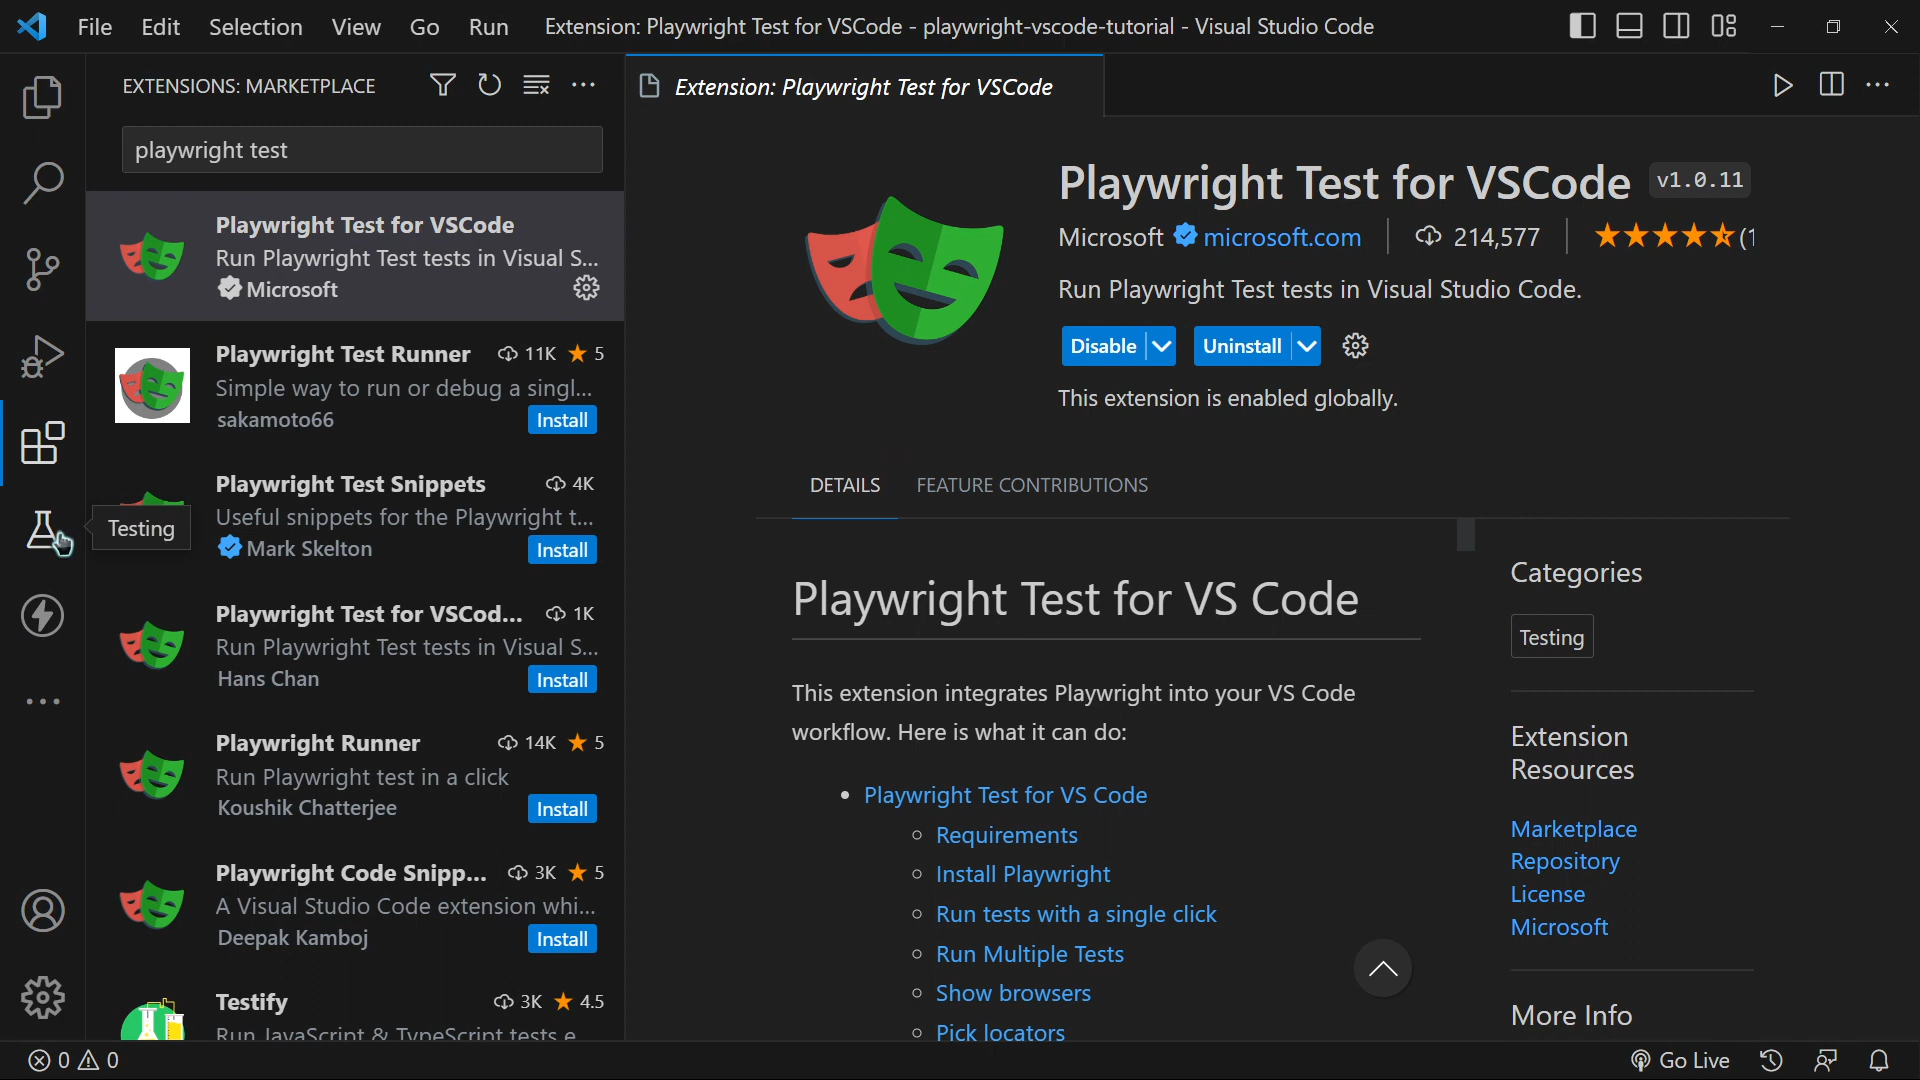 File Edit Selection View Go Run Extension: Playwright Test for VSCode - playwright-vscode-tutorial - Visual Studio Code
EXTENSIONS: MARKETPLACE
playwright test
Playwright Test for VSCode
Run Playwright Test tests in Visual S...
Microsoft
Playwright Test Runner 11K 5
Simple way to run or debug a singl...
sakamoto66 Install
Playwright Test Snippets 4K
Useful snippets for the Playwright t...
Mark Skelton Install
Testing
Playwright Test for VSCod... 1K
Run Playwright Test tests in Visual S...
Hans Chan Install
Playwright Runner 14K 5
Run Playwright test in a click
Koushik Chatterjee Install
Playwright Code Snipp... 3K 5
A Visual Studio Code extension whi...
Deepak Kamboj Install
Testify 3K 4.5
Run JavaScript & TypeScript tests e
Extension: Playwright Test for VSCode
Playwright Test for VSCode v1.0.11
Microsoft microsoft.com 214,577 (1
Run Playwright Test tests in Visual Studio Code.
Disable Uninstall
This extension is enabled globally.
DETAILS FEATURE CONTRIBUTIONS
Playwright Test for VS Code
This extension integrates Playwright into your VS Code
workflow. Here is what it can do:
• Playwright Test for VS Code
Requirements
Install Playwright
Run tests with a single click
Run Multiple Tests
Show browsers
Pick locators
Categories
Testing
Extension
Resources
Marketplace
Repository
License
Microsoft
More Info
0 0
Go Live